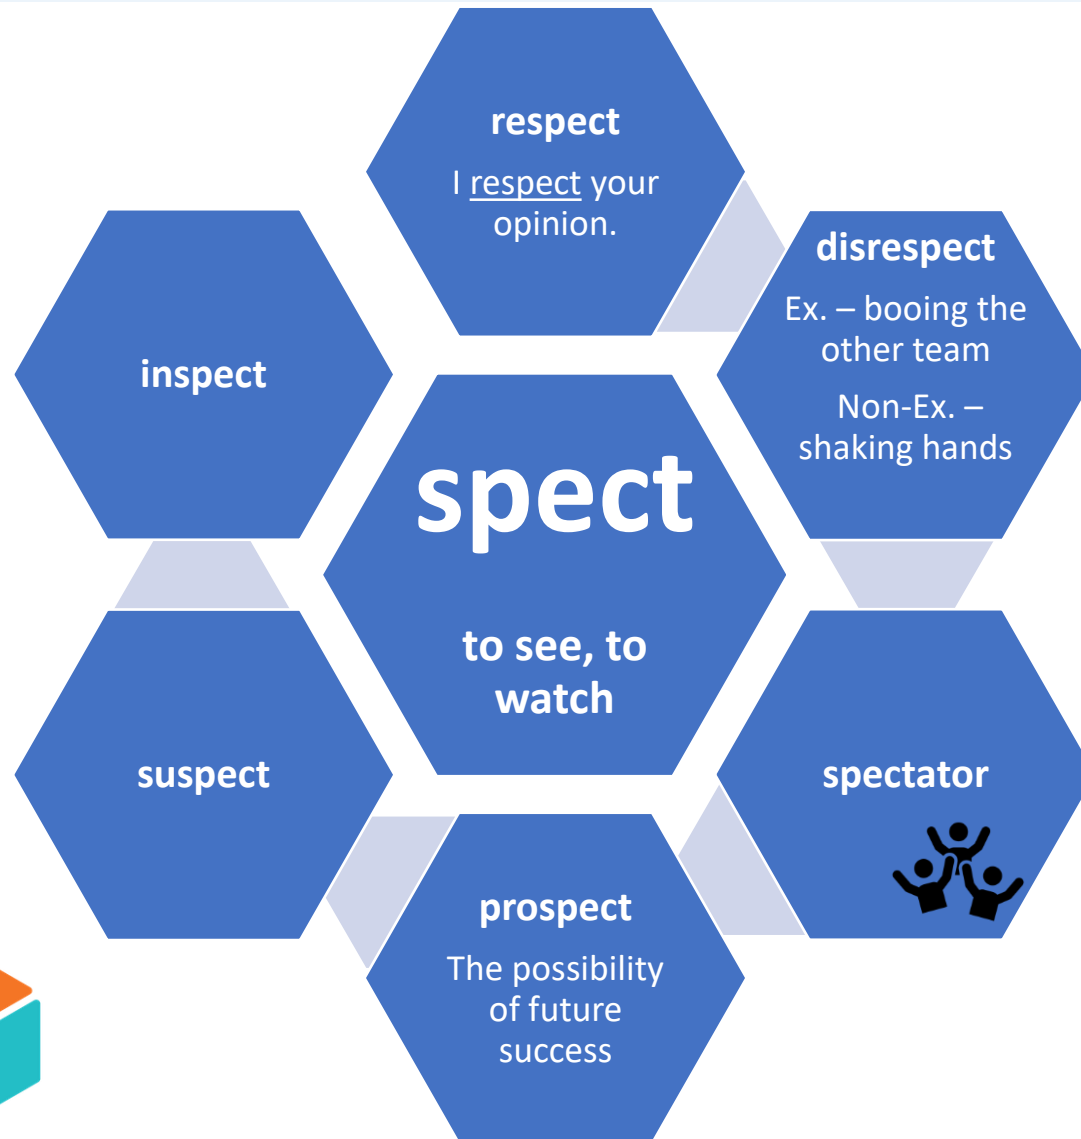 respect
I respect your
opinion.
disrespect
Ex. – booing the
other team
Non-Ex. –
shaking hands
inspect
spect
to see, to
watch
suspect
spectator
prospect
The possibility
of future
success